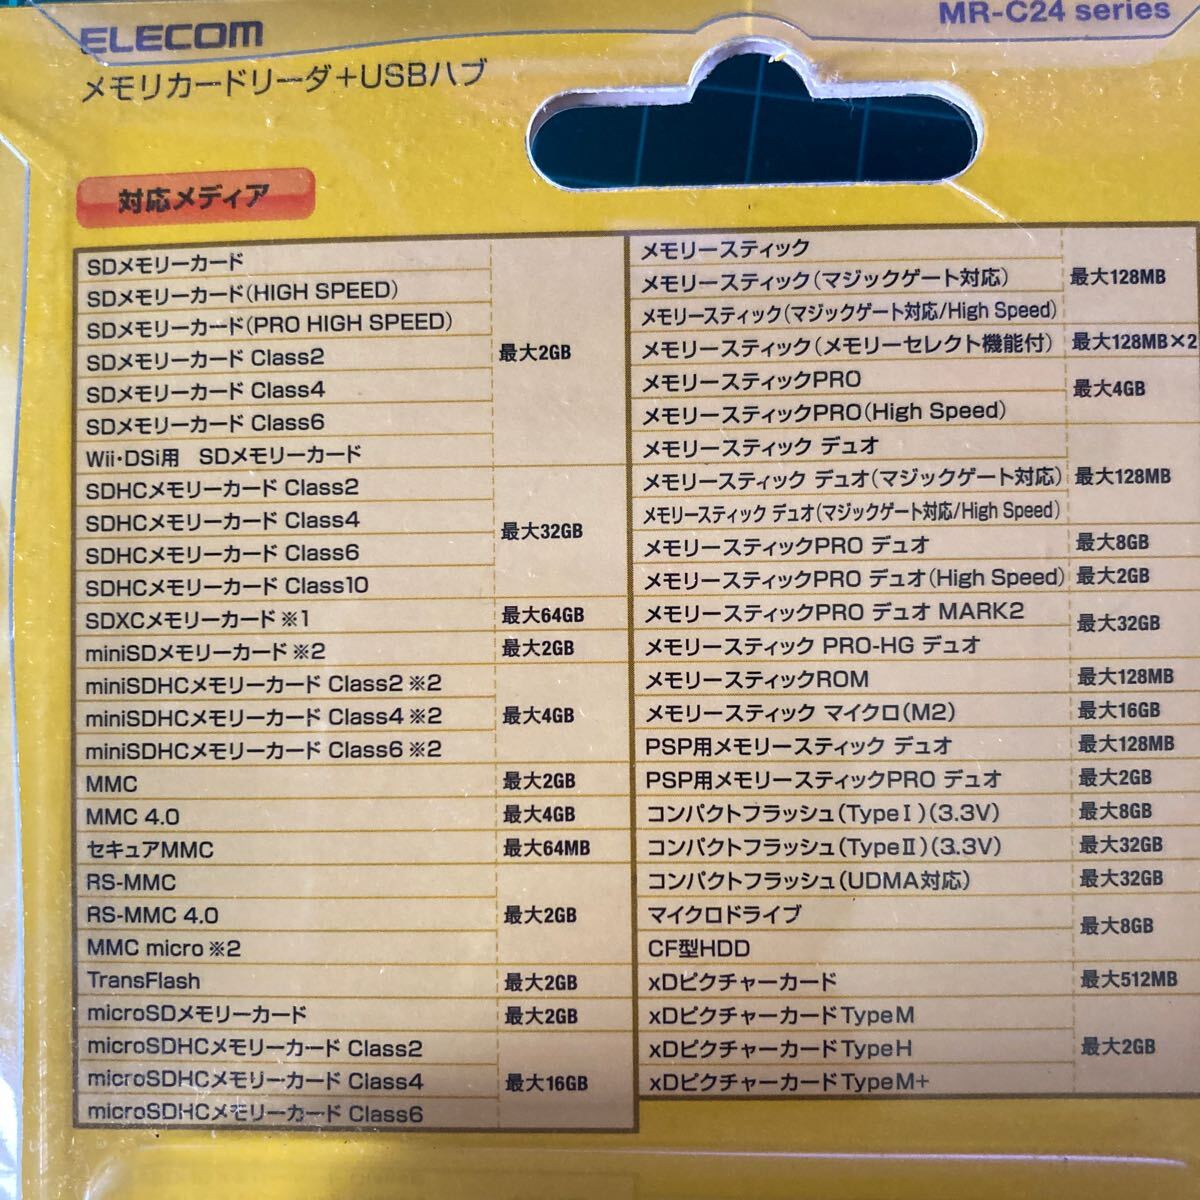 ELECOM
MR-C24 series
メモリカードリーダ+USBハブ
対応メディア
SDメモリーカード
SDメモリーカード(HIGH SPEED)
SDメモリーカード(PRO HIGH SPEED)
SDメモリーカード Class2
SDメモリーカード Class4
SDメモリーカード Class6
Wii・DSi用 SDメモリーカード
最大2GB
SDHCメモリーカード Class2
SDHCメモリーカード Class4
SDHCメモリーカード Class6
SDHCメモリーカード Class10
最大32GB
SDXCメモリーカード ※1 最大64GB
miniSDメモリーカード ※2 最大2GB
miniSDHCメモリーカード Class2 ※2
miniSDHCメモリーカード Class4 ※2
miniSDHCメモリーカード Class6 ※2
最大4GB
MMC 最大2GB
MMC 4.0 最大4GB
セキュアMMC 最大64MB
RS-MMC
RS-MMC 4.0
MMC micro ※2
最大2GB
TransFlash 最大2GB
microSDメモリーカード 最大2GB
microSDHCメモリーカード Class2
microSDHCメモリーカード Class4
microSDHCメモリーカード Class6
最大16GB
メモリースティック
メモリースティック(マジックゲート対応)
メモリースティック(マジックゲート対応/High Speed)
最大128MB
メモリースティック(メモリーセレクト機能付) 最大128MB×2
メモリースティックPRO
メモリースティックPRO(High Speed)
最大4GB
メモリースティック デュオ
メモリースティック デュオ(マジックゲート対応)
メモリースティック デュオ(マジックゲート対応/High Speed)
最大128MB
メモリースティックPRO デュオ 最大8GB
メモリースティックPRO デュオ(High Speed) 最大2GB
メモリースティックPRO デュオ MARK2
メモリースティック PRO-HG デュオ
最大32GB
メモリースティックROM 最大128MB
メモリースティック マイクロ(M2) 最大16GB
PSP用メモリースティック デュオ 最大128MB
PSP用メモリースティックPRO デュオ 最大2GB
コンパクトフラッシュ(TypeⅠ)(3.3V) 最大8GB
コンパクトフラッシュ(TypeⅡ)(3.3V) 最大32GB
コンパクトフラッシュ(UDMA対応) 最大32GB
マイクロドライブ
CF型HDD
最大8GB
xDピクチャーカード 最大512MB
xDピクチャーカードTypeM
xDピクチャーカードTypeH
xDピクチャーカードTypeM+
最大2GB